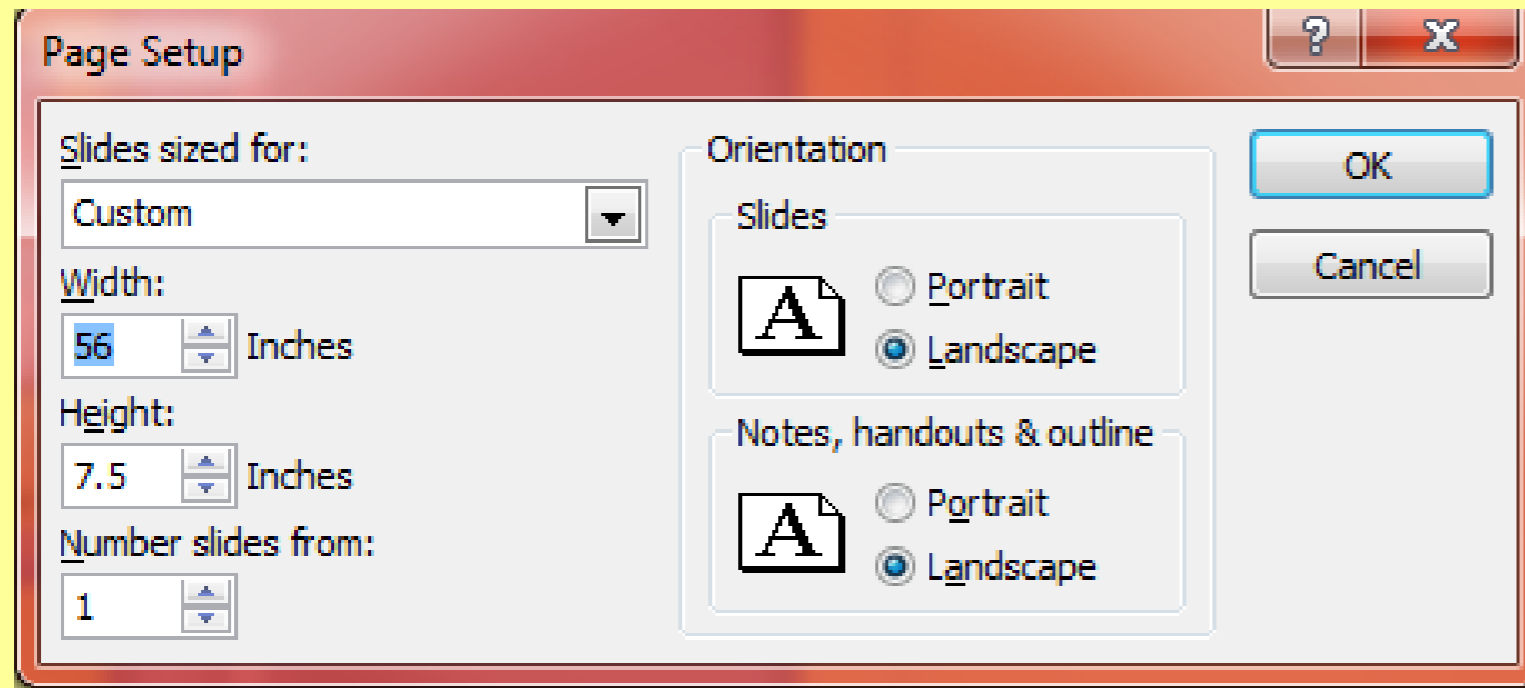 Page Setup
Slides sized for:
Custom
Width:
56 Inches
Height:
7.5 Inches
Number slides from:
1
Orientation
Slides
A
Portrait
Landscape
Notes, handouts & outline
A
Portrait
Landscape
OK
Cancel